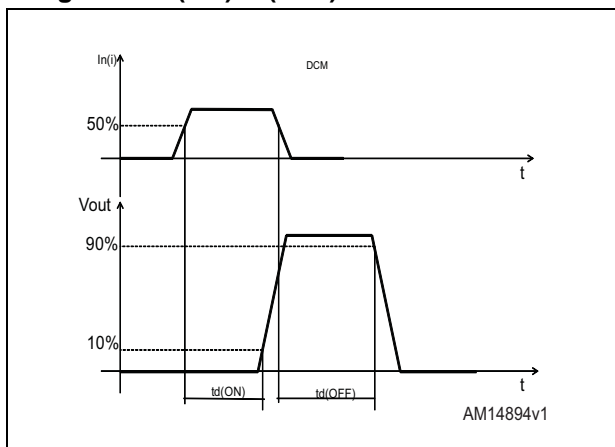 In(i)
DCM
50%
t
Vout
90%
10%
td(ON)
td(OFF)
t
AM14894v1